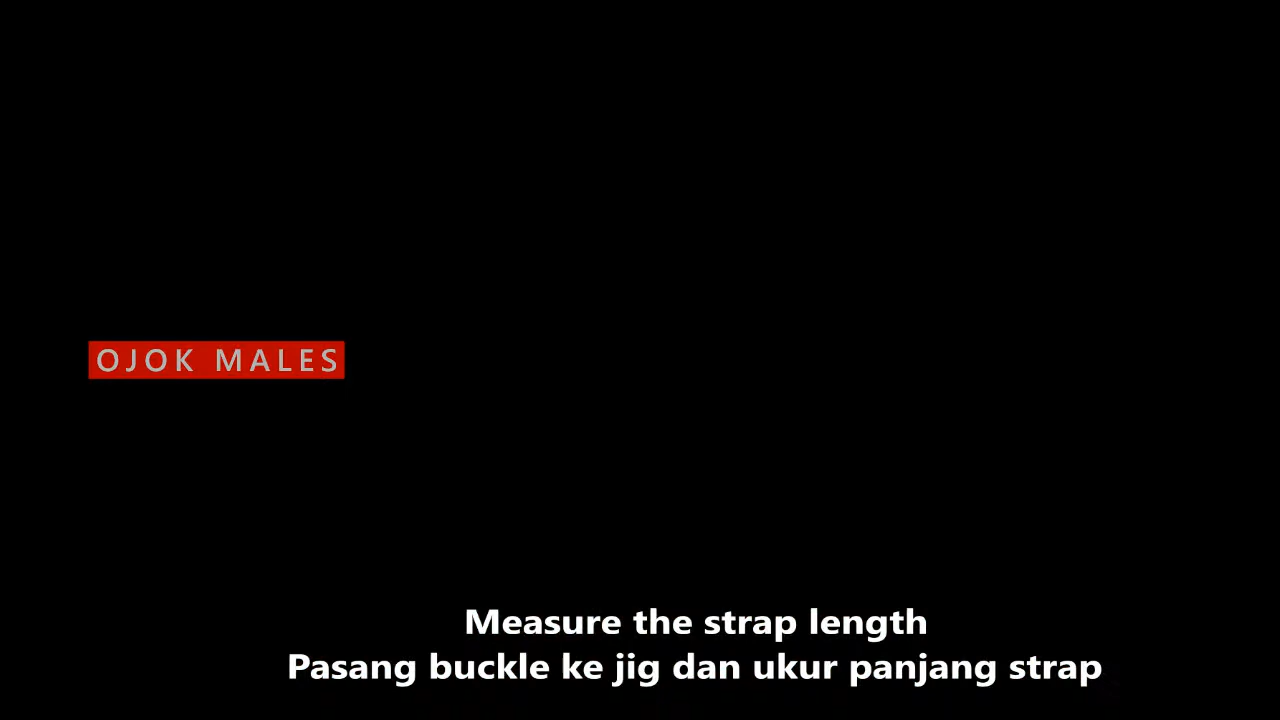 OJOK MALES
Measure the strap length
Pasang buckle ke jig dan ukur panjang strap